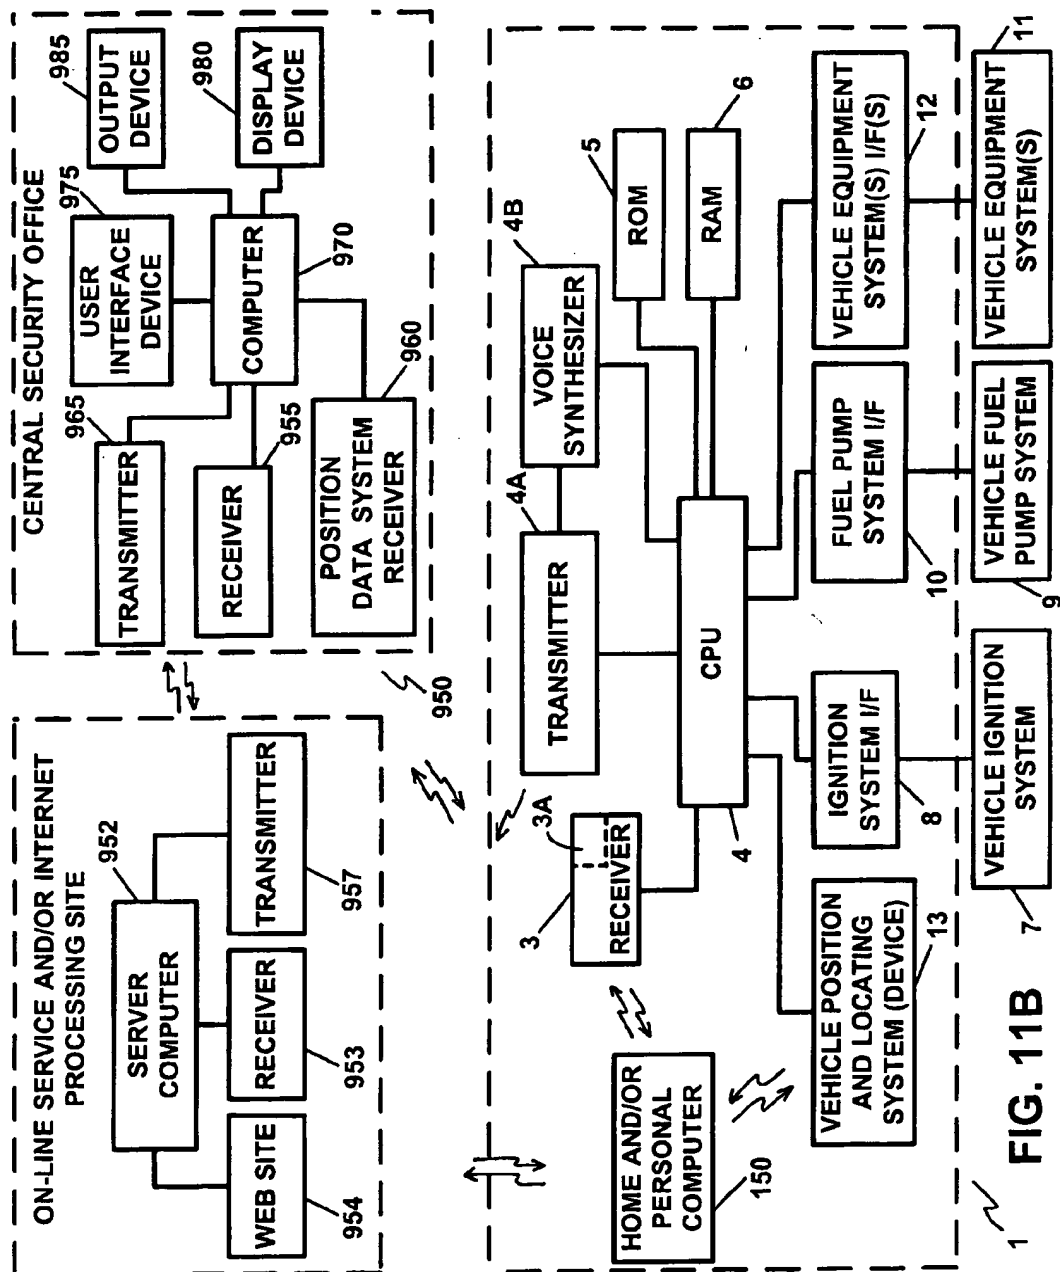 ON-LINE SERVICE AND/OR INTERNET
PROCESSING SITE
SERVER
COMPUTER
952
WEB SITE
954
RECEIVER
953
TRANSMITTER
957
CENTRAL SECURITY OFFICE
950
TRANSMITTER
965
RECEIVER
955
POSITION
DATA SYSTEM
RECEIVER
960
USER
INTERFACE
DEVICE
975
COMPUTER
970
OUTPUT
DEVICE
985
DISPLAY
DEVICE
980
HOME AND/OR
PERSONAL
COMPUTER
150
3
3A
RECEIVER
TRANSMITTER
4A
VOICE
SYNTHESIZER
4B
ROM
5
RAM
6
CPU
4
VEHICLE POSITION
AND LOCATING
SYSTEM (DEVICE)
13
IGNITION
SYSTEM I/F
8
FUEL PUMP
SYSTEM I/F
10
VEHICLE EQUIPMENT
SYSTEM(S) I/F(S)
12
VEHICLE IGNITION
SYSTEM
7
VEHICLE FUEL
PUMP SYSTEM
9
VEHICLE EQUIPMENT
SYSTEM(S)
11
1
FIG. 11B